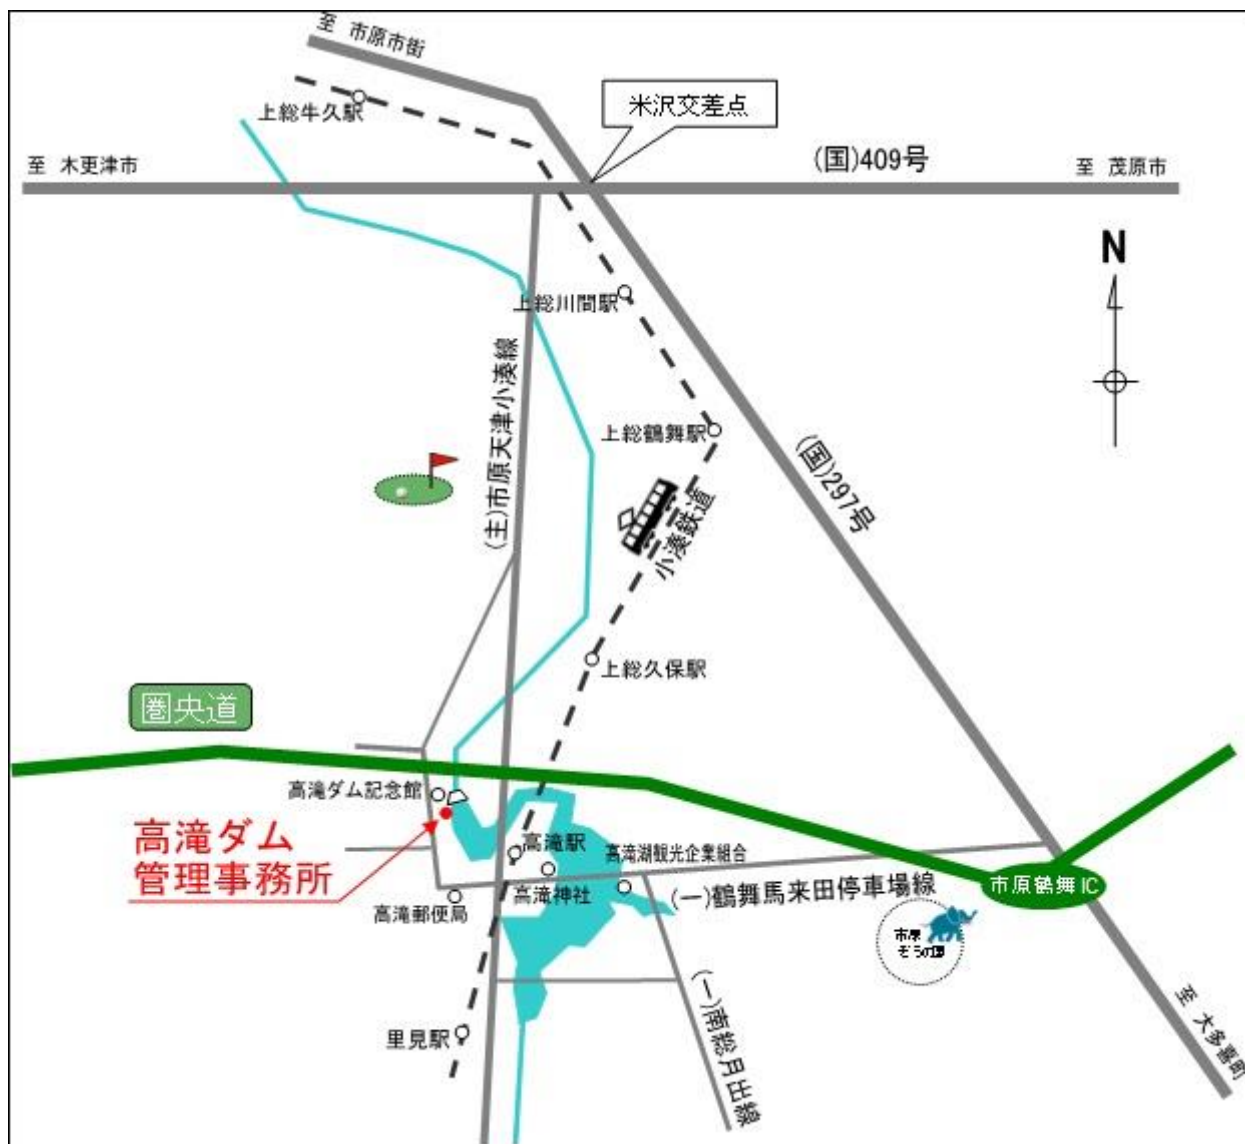 至 市原市街
上総牛久駅
米沢交差点
至 木更津市
(国)409号
至 茂原市
N
上総川間駅
(主)市原天津小湊線
上総鶴舞駅
(国)297号
小湊鉄道
上総久保駅
圏央道
高滝ダム記念館
高滝ダム
管理事務所
高滝駅
高滝湖観光企業組合
市原鶴舞IC
高滝神社
(一)鶴舞馬来田停車場線
高滝郵便局
市原
ぞうの国
里見駅
(一)南総月出線
至 大多喜町